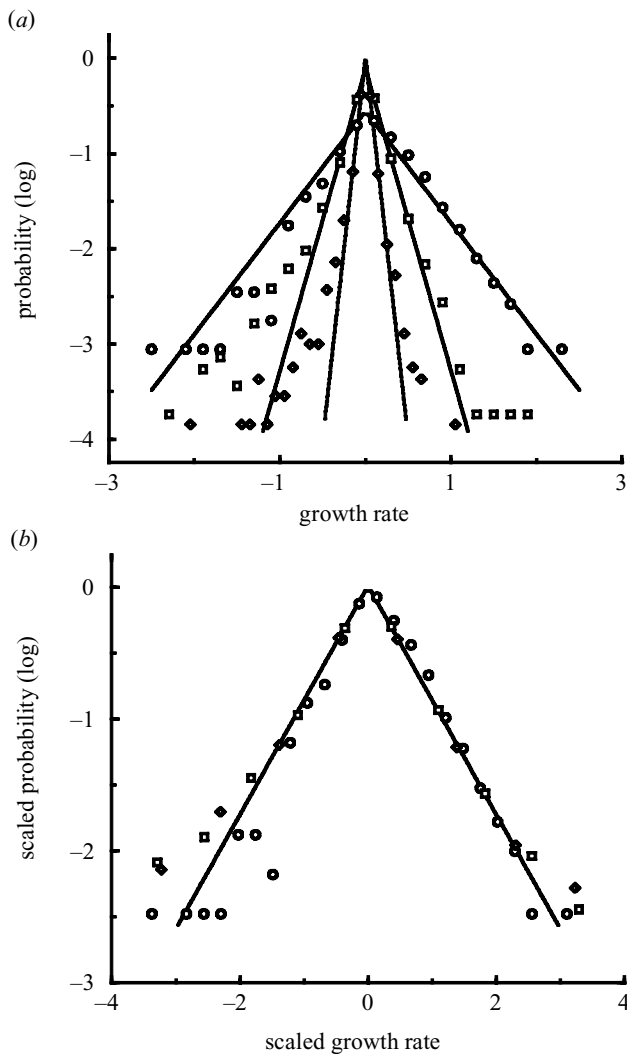 (a)
0
–1
–2
–3
–4
probability (log)
–3 –1 1 3
growth rate
(b)
0
–1
–2
–3
scaled probability (log)
–4 –2 0 2 4
scaled growth rate